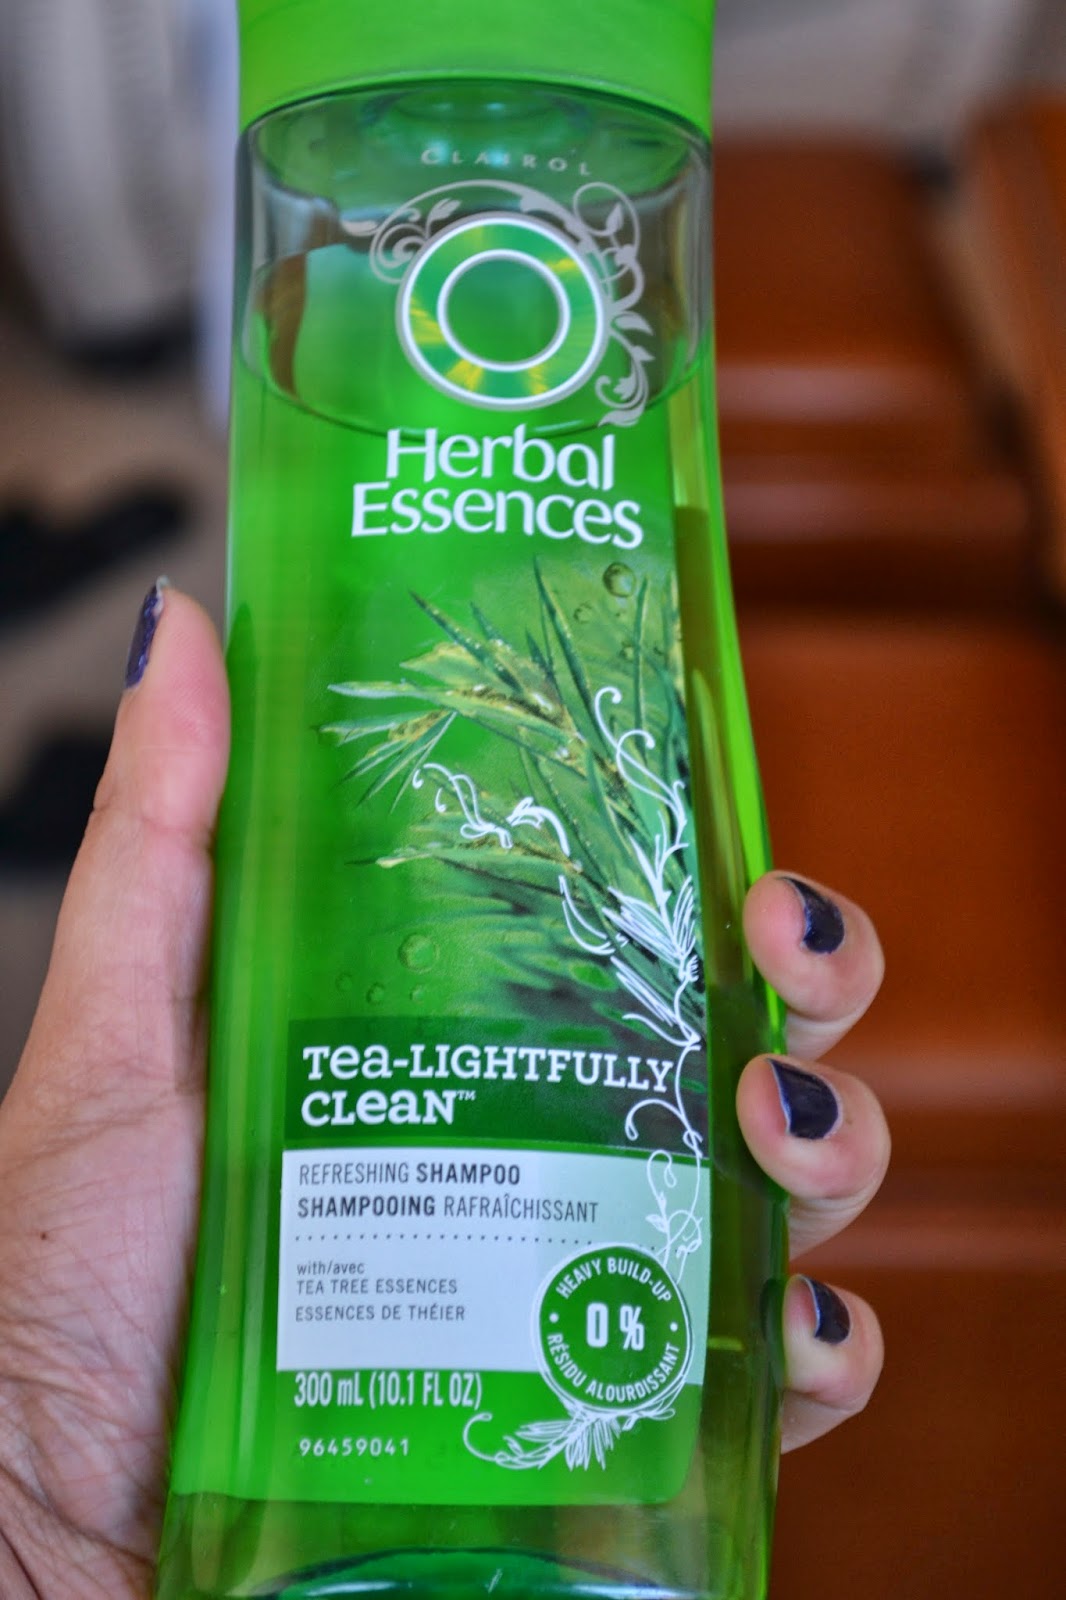 CLAIROL
Herbal
Essences
Tea-LIGHTFULLY
CLeaN™
REFRESHING SHAMPOO
SHAMPOOING RAFRAÎCHISSANT
with/avec
TEA TREE ESSENCES
ESSENCES DE THÉIER
HEAVY BUILD-UP
0 %
RÉSIDU ALOURDISSANT
300 mL (10.1 FL OZ)
96459041